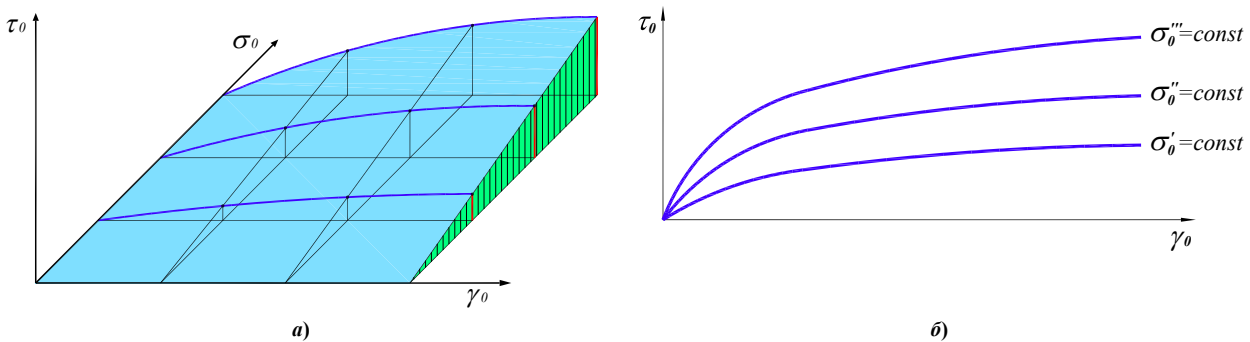 τ₀
σ₀
γ₀
а)
τ₀
σ₀'''=const
σ₀''=const
σ₀'=const
γ₀
б)